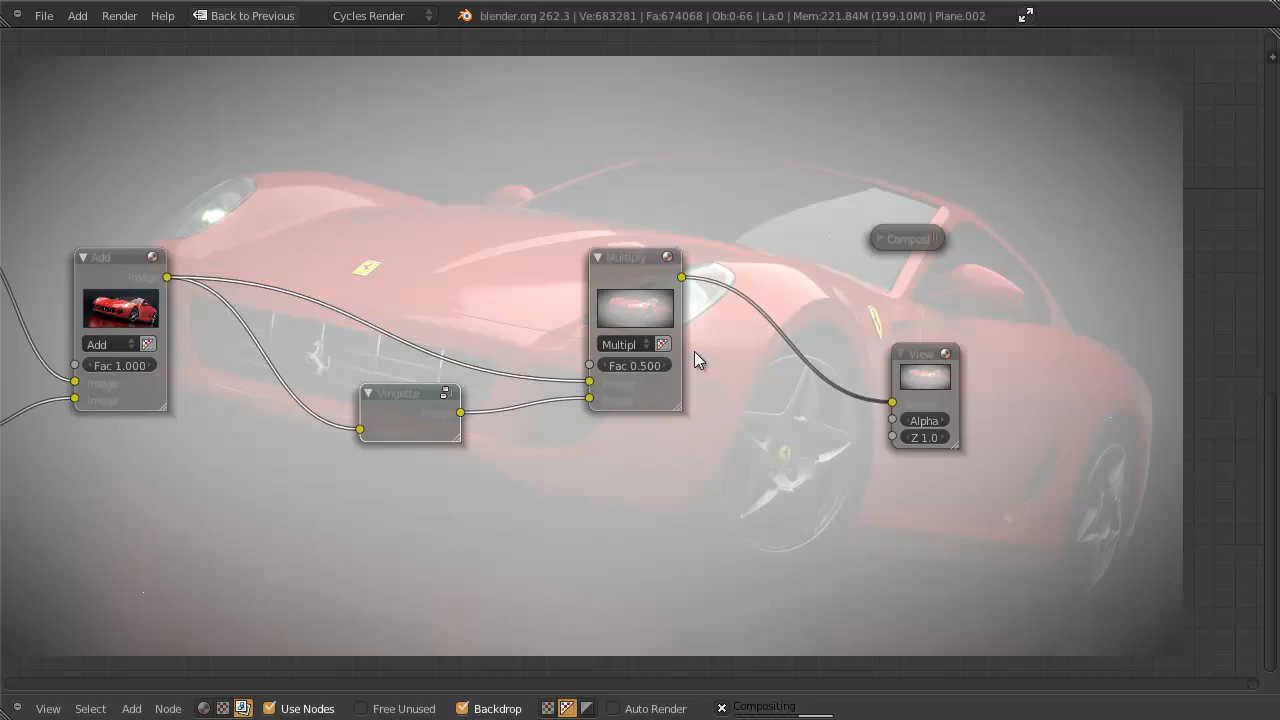 File Add Render Help Back to Previous Cycles Render blender.org 262.3 | Ve:683281 | Fa:674068 | Ob:0-66 | La:0 | Mem:221.84M (199.10M) | Plane.002
Add
Image
Add
Fac 1.000
Image
Image
Vinyette
Multiply
Multipl
Fac 0.500
Composi
View
Alpha
Z 1.0
View Select Add Node Use Nodes Free Unused Backdrop Auto Render Compositing